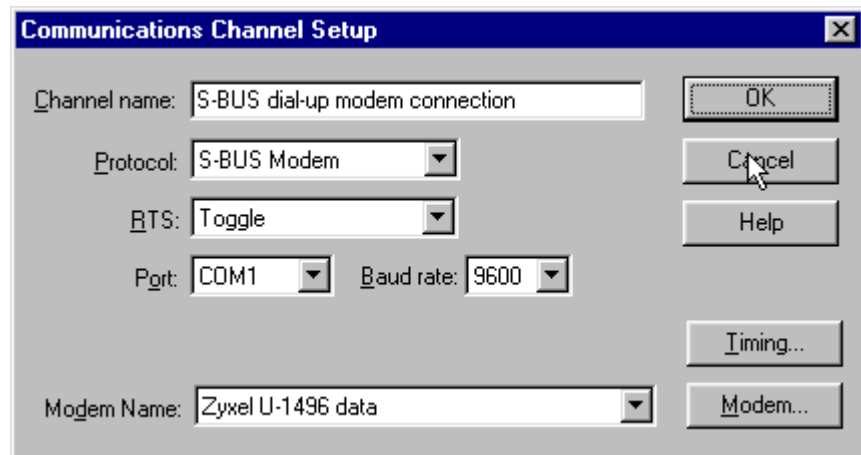 Communications Channel Setup
Channel name: S-BUS dial-up modem connection OK
Protocol: S-BUS Modem Cancel
RTS: Toggle Help
Port: COM1 Baud rate: 9600
Timing...
Modem Name: Zyxel U-1496 data Modem...